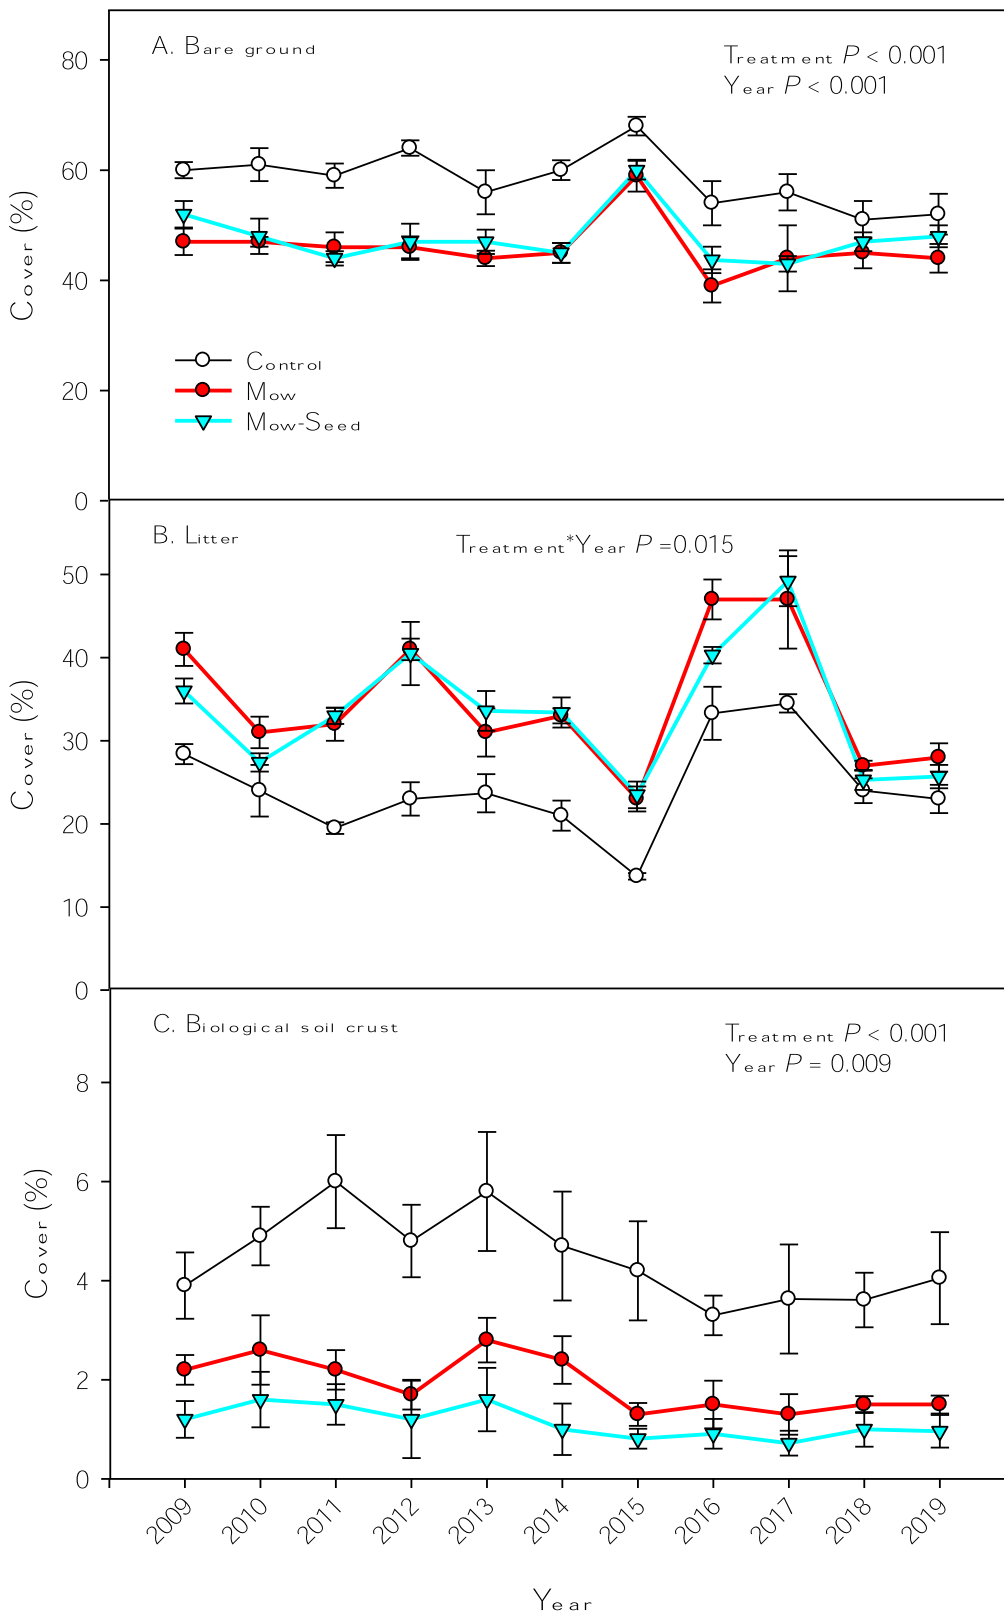 A. Bare ground
Treatment P < 0.001
Year P < 0.001
80
60
40
20
0
Cover (%)
Control
Mow
Mow-Seed
B. Litter
Treatment*Year P =0.015
50
40
30
20
10
0
Cover (%)
C. Biological soil crust
Treatment P < 0.001
Year P = 0.009
8
6
4
2
0
Cover (%)
2009 2010 2011 2012 2013 2014 2015 2016 2017 2018 2019
Year